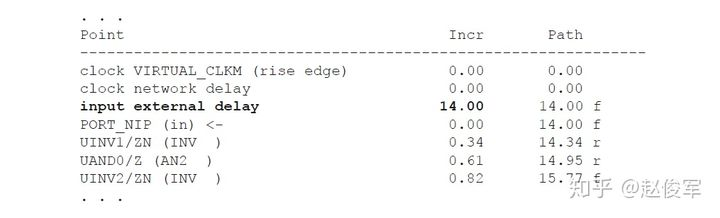 . . .
Point Incr Path
----------------------------------------------------------------
clock VIRTUAL_CLKM (rise edge) 0.00 0.00
clock network delay 0.00 0.00
input external delay 14.00 14.00 f
PORT_NIP (in) <- 0.00 14.00 f
UINV1/ZN (INV ) 0.34 14.34 r
UAND0/Z (AN2 ) 0.61 14.95 r
UINV2/ZN (INV ) 0.82 15.77 f
. . .
知乎 @赵俊军